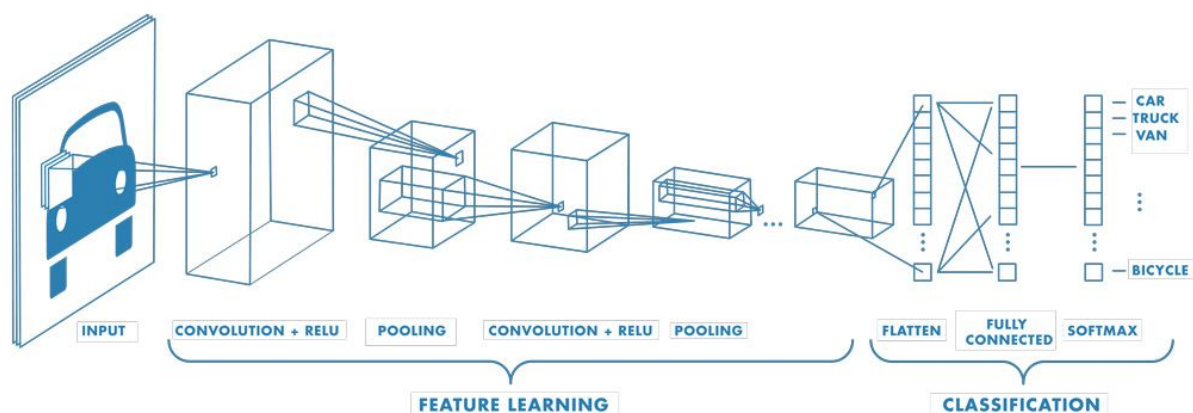 CAR
TRUCK
VAN
BICYCLE
INPUT
CONVOLUTION + RELU
POOLING
CONVOLUTION + RELU
POOLING
FLATTEN
FULLY
CONNECTED
SOFTMAX
FEATURE LEARNING
CLASSIFICATION